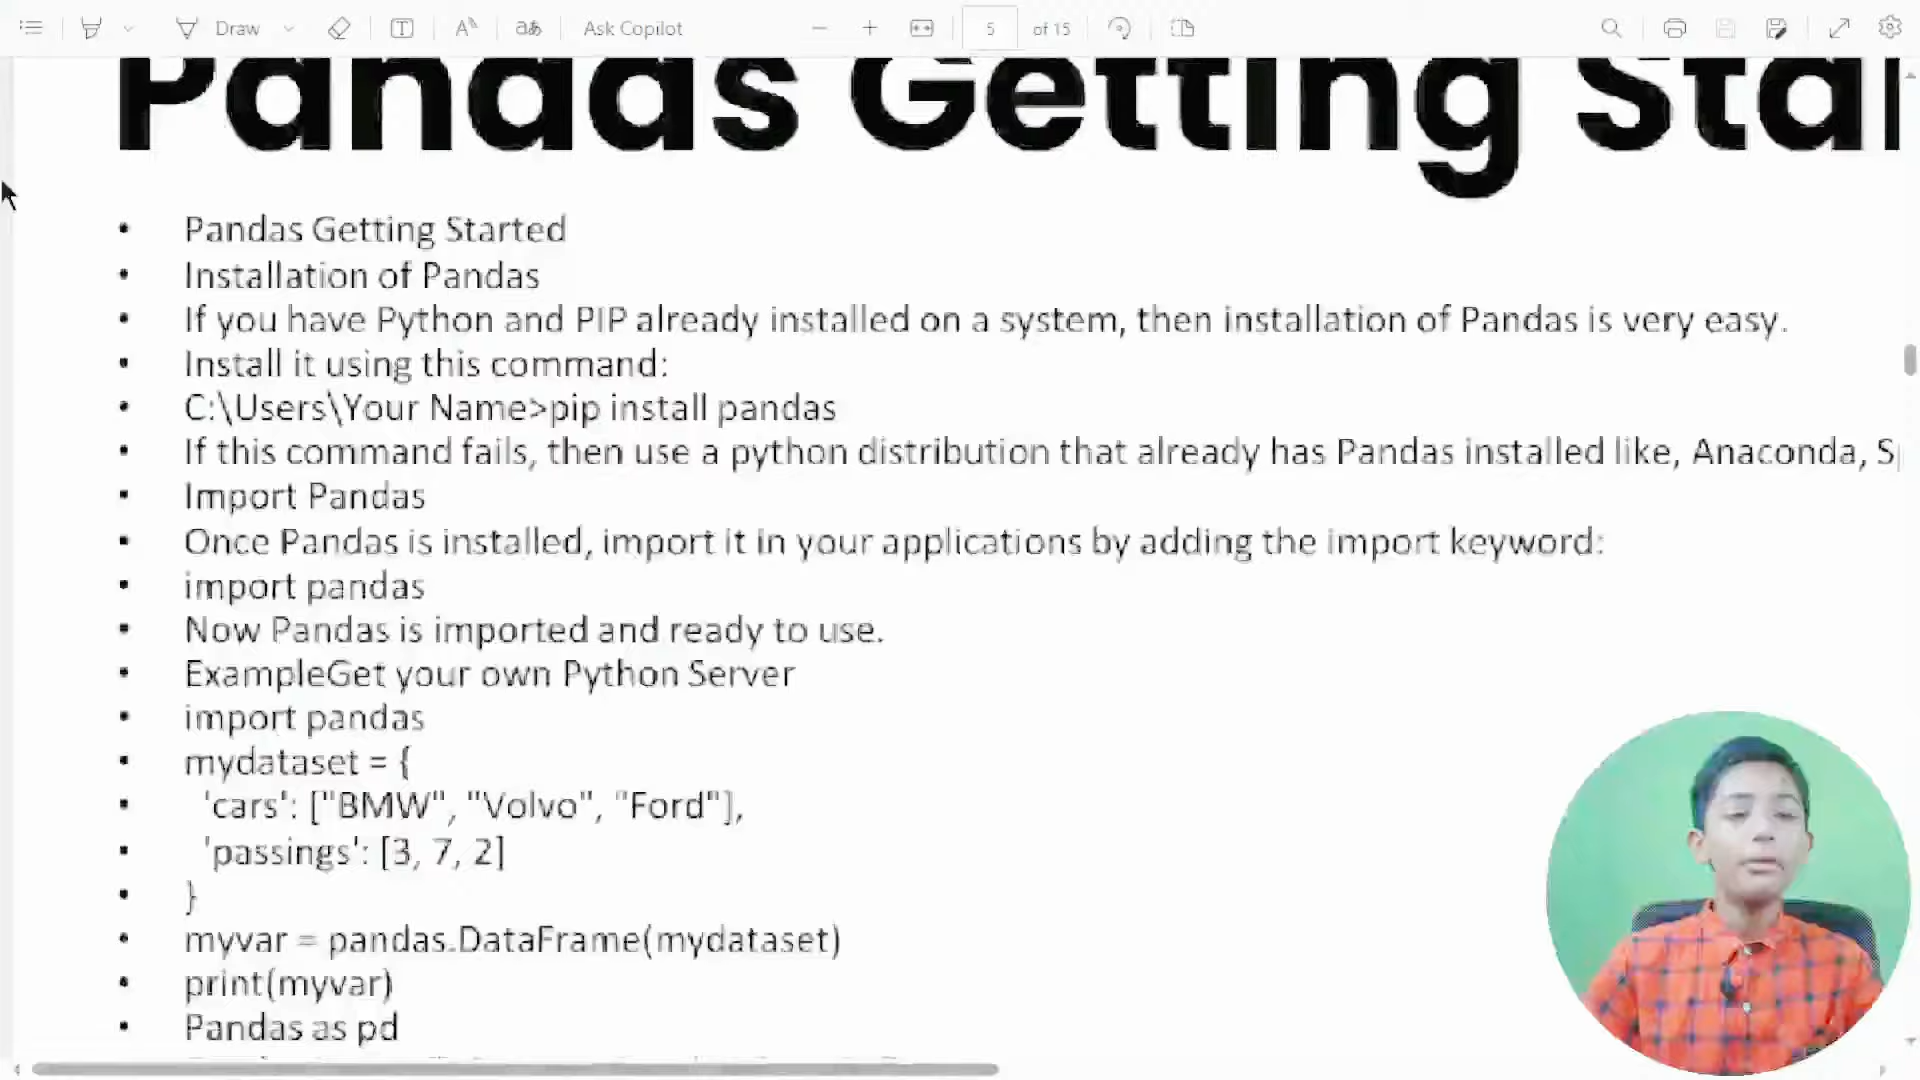 Draw
Ask Copilot
5 of 15
Pandas Getting Star
• Pandas Getting Started
• Installation of Pandas
• If you have Python and PIP already installed on a system, then installation of Pandas is very easy.
• Install it using this command:
• C:\Users\Your Name>pip install pandas
• If this command fails, then use a python distribution that already has Pandas installed like, Anaconda,
• Import Pandas
• Once Pandas is installed, import it in your applications by adding the import keyword:
• import pandas
• Now Pandas is imported and ready to use.
• ExampleGet your own Python Server
• import pandas
• mydataset = {
• 'cars': ["BMW", "Volvo", "Ford"],
• 'passings': [3, 7, 2]
• }
• myvar = pandas.DataFrame(mydataset)
• print(myvar)
• Pandas as pd